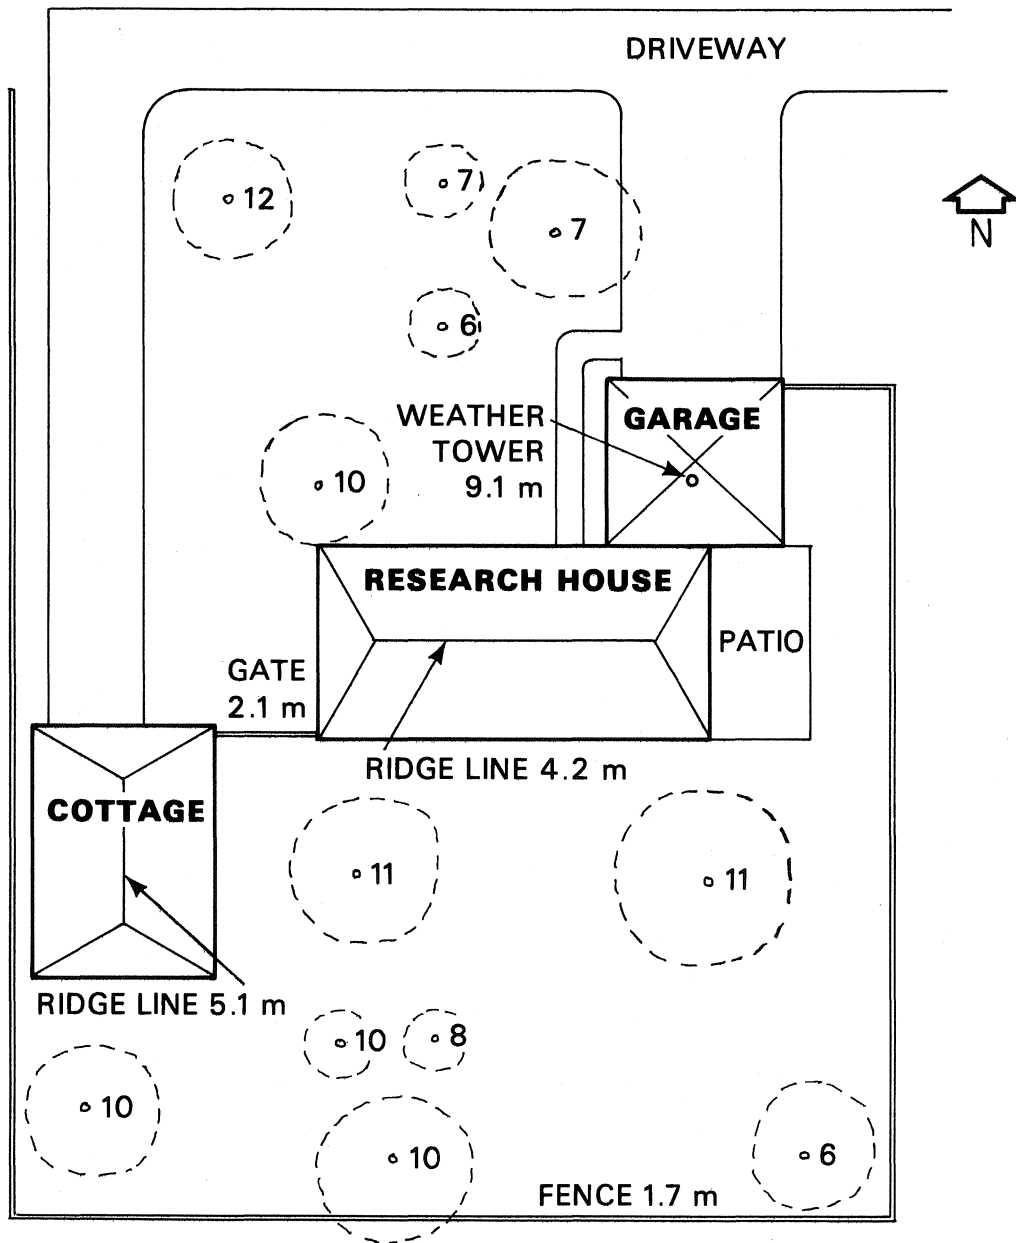 DRIVEWAY
12
7
7
N
6
WEATHER
TOWER
9.1 m
GARAGE
10
RESEARCH HOUSE
PATIO
GATE
2.1 m
RIDGE LINE 4.2 m
COTTAGE
11
11
RIDGE LINE 5.1 m
10
8
10
10
6
FENCE 1.7 m